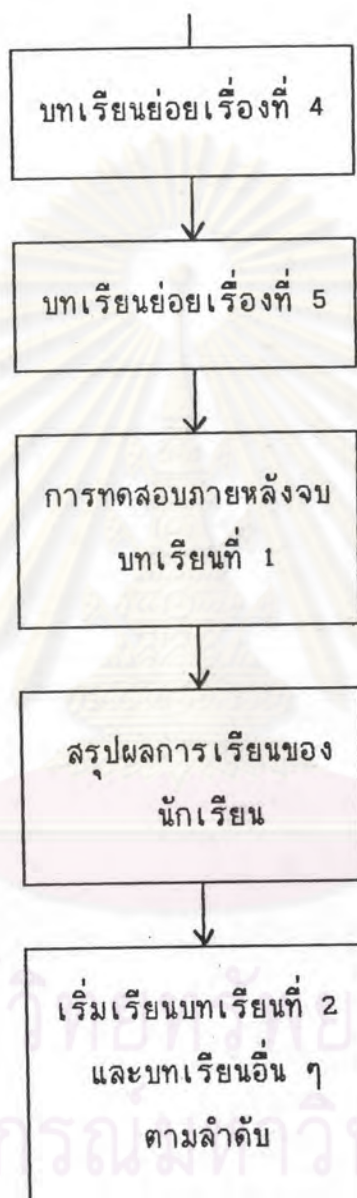 บทเรียนย่อยเรื่องที่ 4
บทเรียนย่อยเรื่องที่ 5
การทดสอบภายหลังจบ
บทเรียนที่ 1
สรุปผลการเรียนของ
นักเรียน
เริ่มเรียนบทเรียนที่ 2
และบทเรียนอื่น ๆ
ตามลำดับ